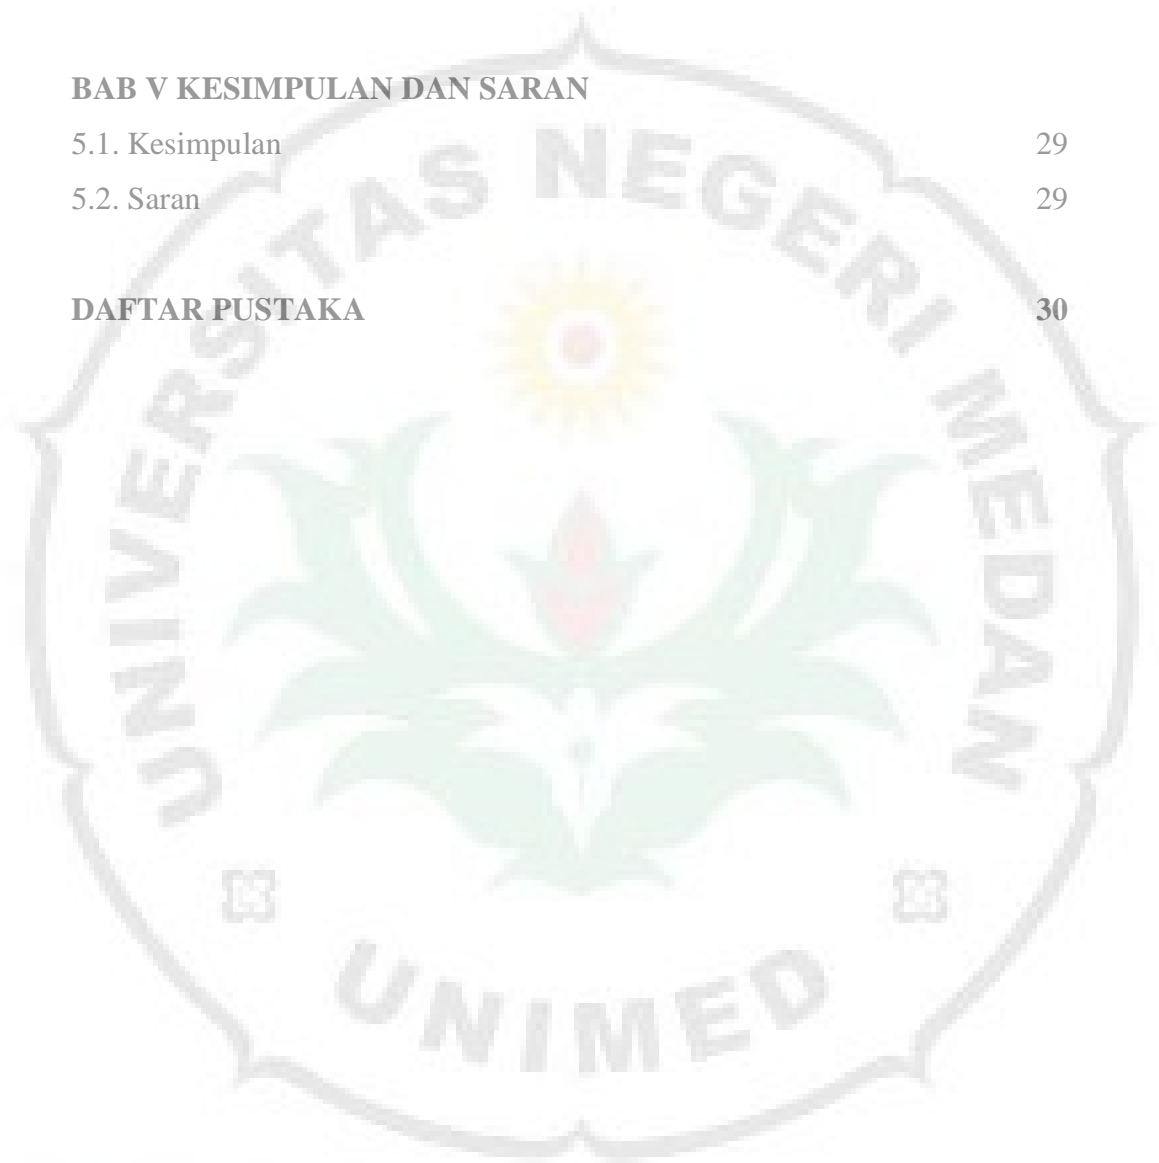 BAB V KESIMPULAN DAN SARAN
5.1. Kesimpulan 29
5.2. Saran 29
DAFTAR PUSTAKA 30
UNIVERSITAS NEGERI MEDAN
UNIMED